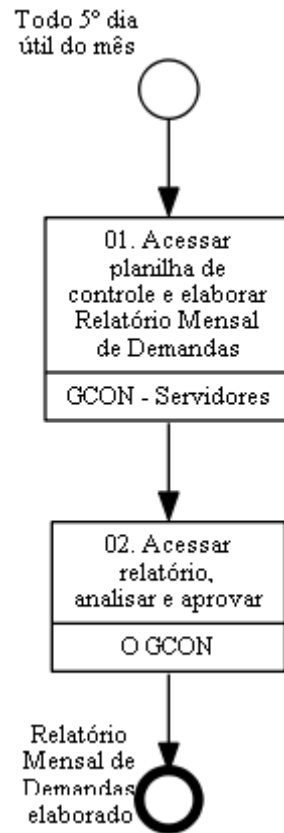 Todo 5º dia
útil do mês
01. Acessar
planilha de
controle e elaborar
Relatório Mensal
de Demandas
GCON - Servidores
02. Acessar
relatório,
analisar e aprovar
O GCON
Relatório
Mensal de
Demandas
elaborado